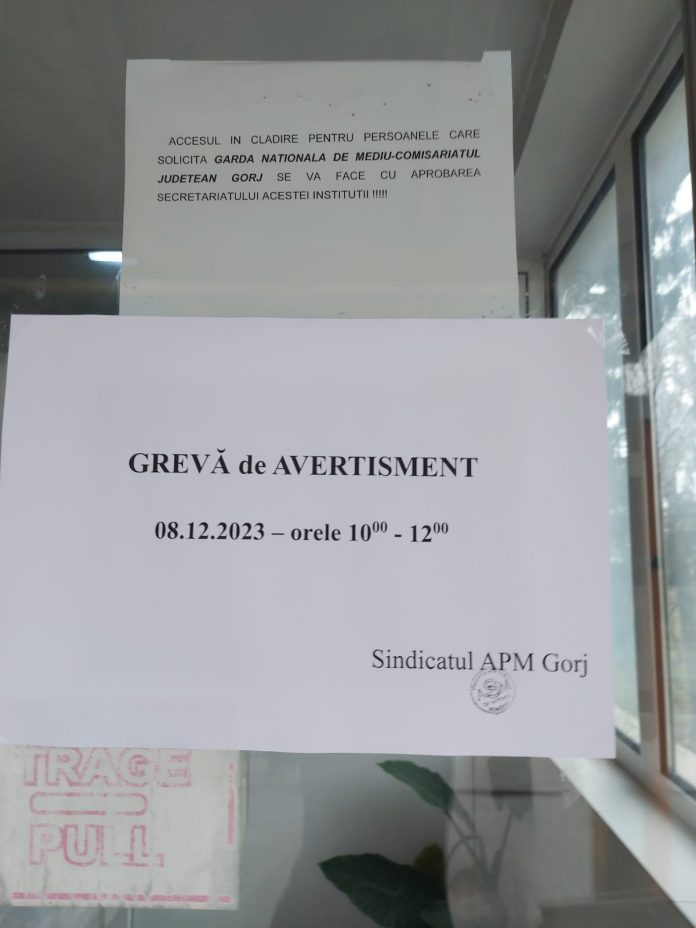 ACCESUL IN CLADIRE PENTRU PERSOANELE CARE
SOLICITA GARDA NATIONALA DE MEDIU-COMISARIATUL
JUDETEAN GORJ SE VA FACE CU APROBAREA
SECRETARIATULUI ACESTEI INSTITUTII !!!!!
GREVĂ de AVERTISMENT
08.12.2023 – orele 10⁰⁰ - 12⁰⁰
Sindicatul APM Gorj
TRAGE
PULL